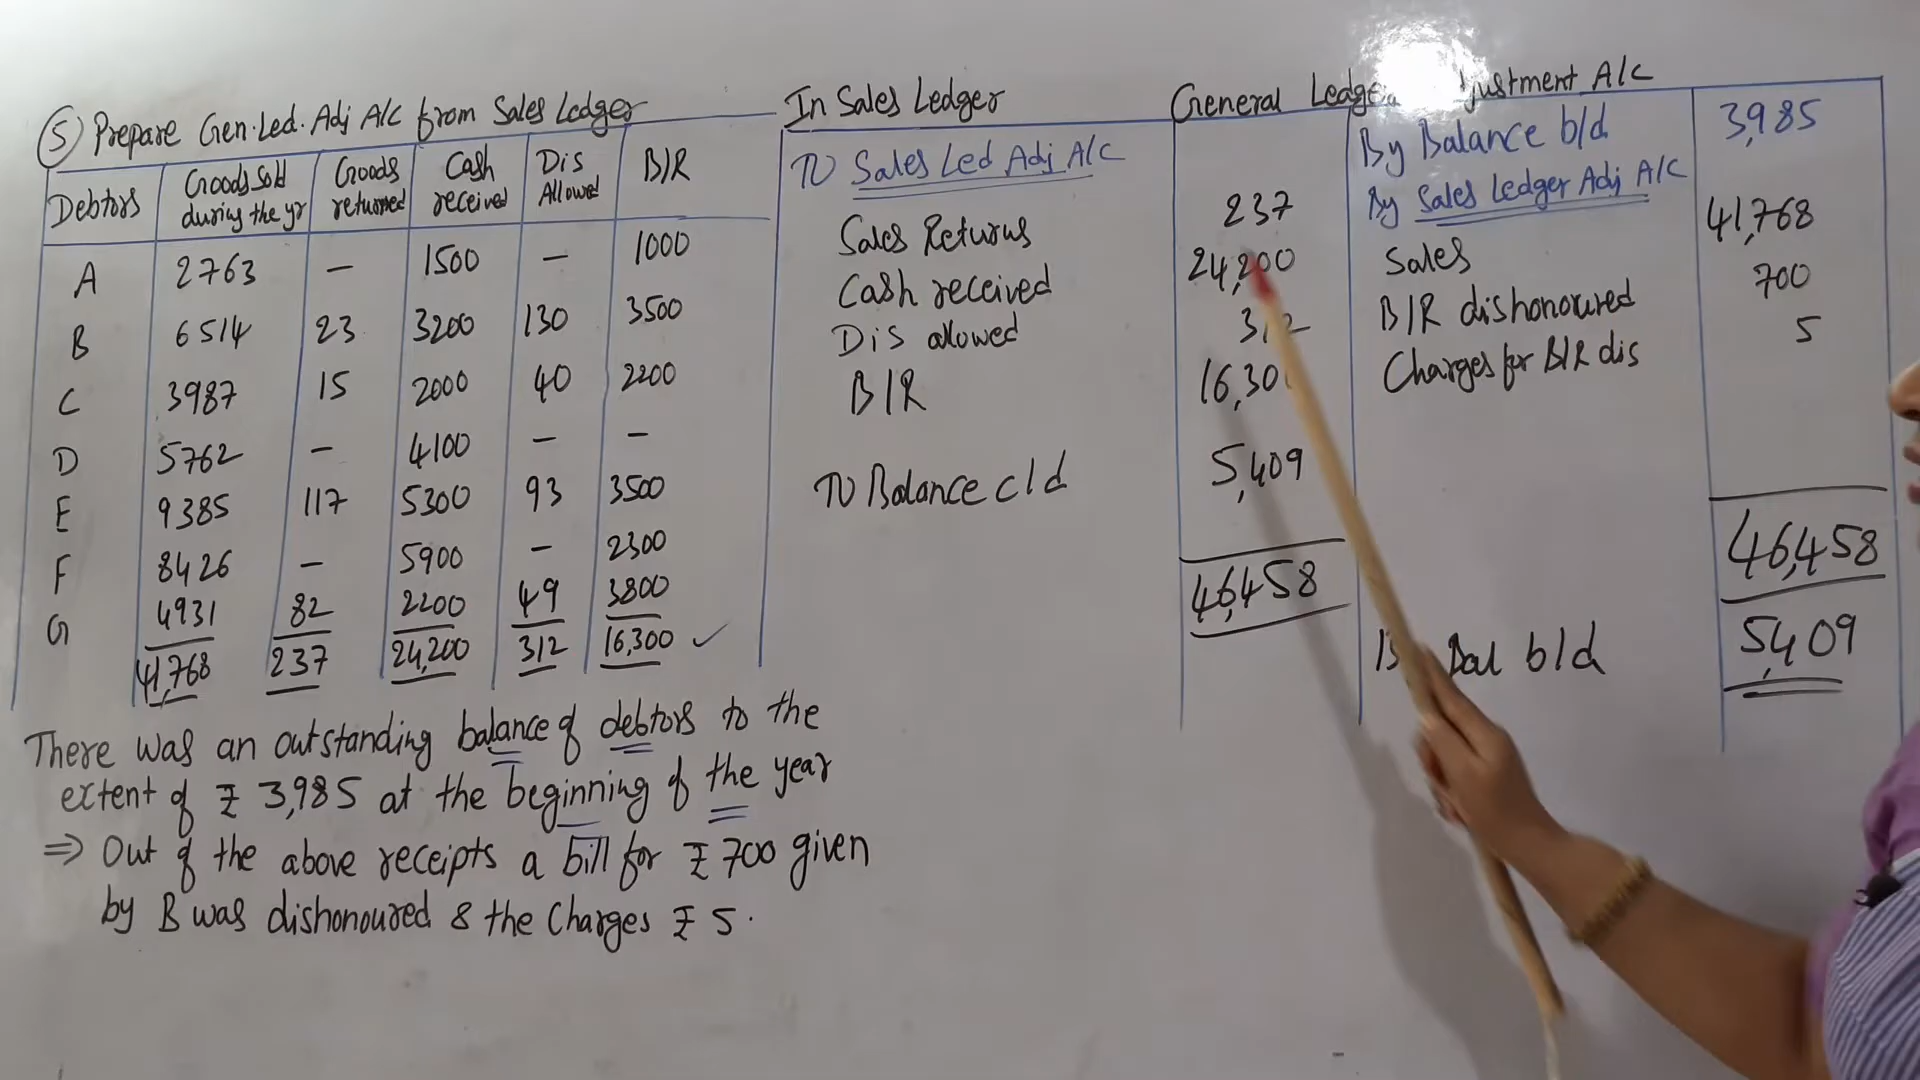 5 Prepare Gen.Led.Adj A/c from Sales Ledger
Debtors | Goods sold during the yr | Goods returned | Cash received | Dis Allowed | B/R
A | 2763 | — | 1500 | — | 1000
B | 6514 | 23 | 3200 | 130 | 3500
C | 3987 | 15 | 2000 | 40 | 2200
D | 5762 | — | 4100 | — | —
E | 9385 | 117 | 5300 | 93 | 3500
F | 8426 | — | 5900 | — | 2300
G | 4931 | 82 | 2200 | 49 | 3800
41,768 | 237 | 24,200 | 312 | 16,300 ✓
There was an outstanding balance of debtors to the
extent of ₹ 3,985 at the beginning of the year
⇒ Out of the above receipts a bill for ₹ 700 given
by B was dishonoured & the Charges ₹ 5.
In Sales Ledger
General Adjustment A/c
To Sales Led Adj A/c
Sales Returns 237
Cash received 24,200
Dis allowed
B/R
To Balance c/d 5,409
46,458
By Balance b/d 3,985
By Sales Ledger Adj A/c
Sales 41,768
B/R dishonoured 700
Charges for B/R dis 5
46,458
Bal b/d 5,409